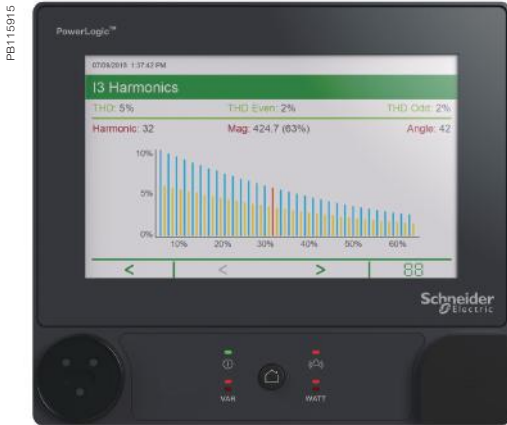 PB115915
PowerLogic™
07/09/2018 1:37:42 PM
I3 Harmonics
THD: 5% THD Even: 2% THD Odd: 2%
Harmonic: 32 Mag: 424.7 (63%) Angle: 42
10%
5%
0%
10% 20% 30% 40% 50% 60%
< < > 88
Schneider
Electric
VAR WATT